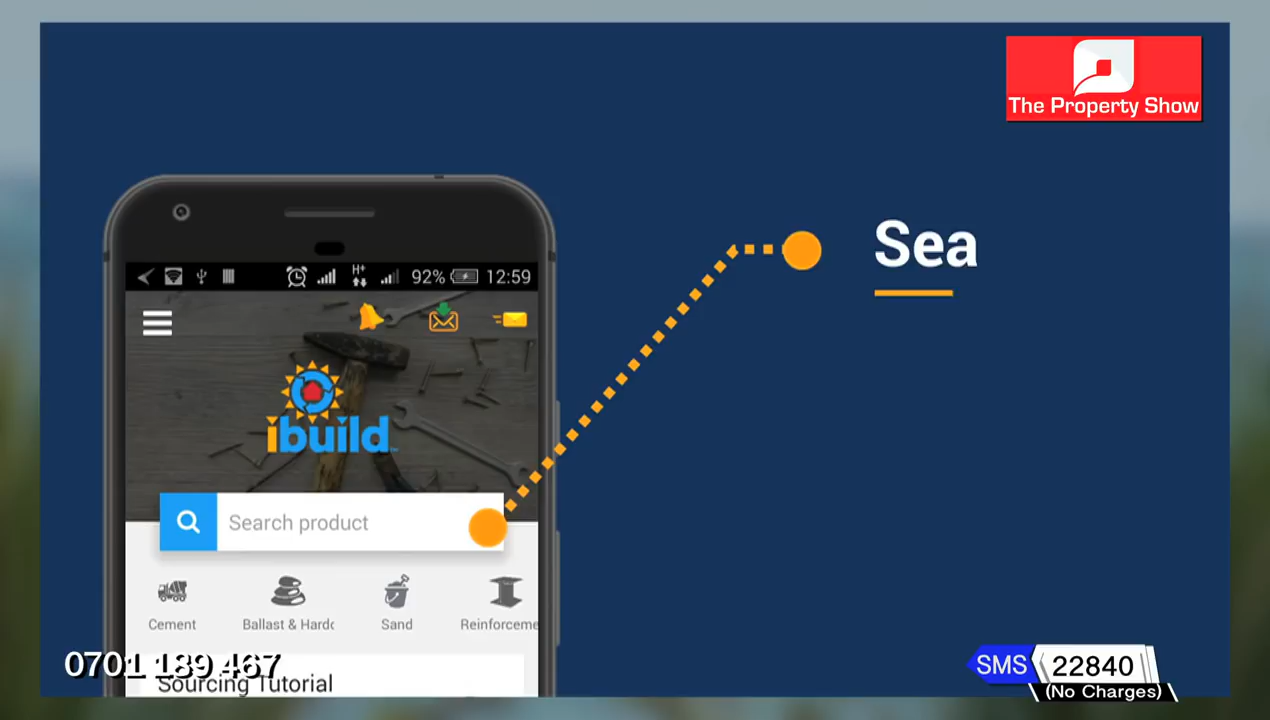 The Property Show
Sea
H+
92%
12:59
ibuild
Search product
Cement
Ballast & Hardc
Sand
Reinforceme
Sourcing Tutorial
0701 189 467
SMS
22840
(No Charges)